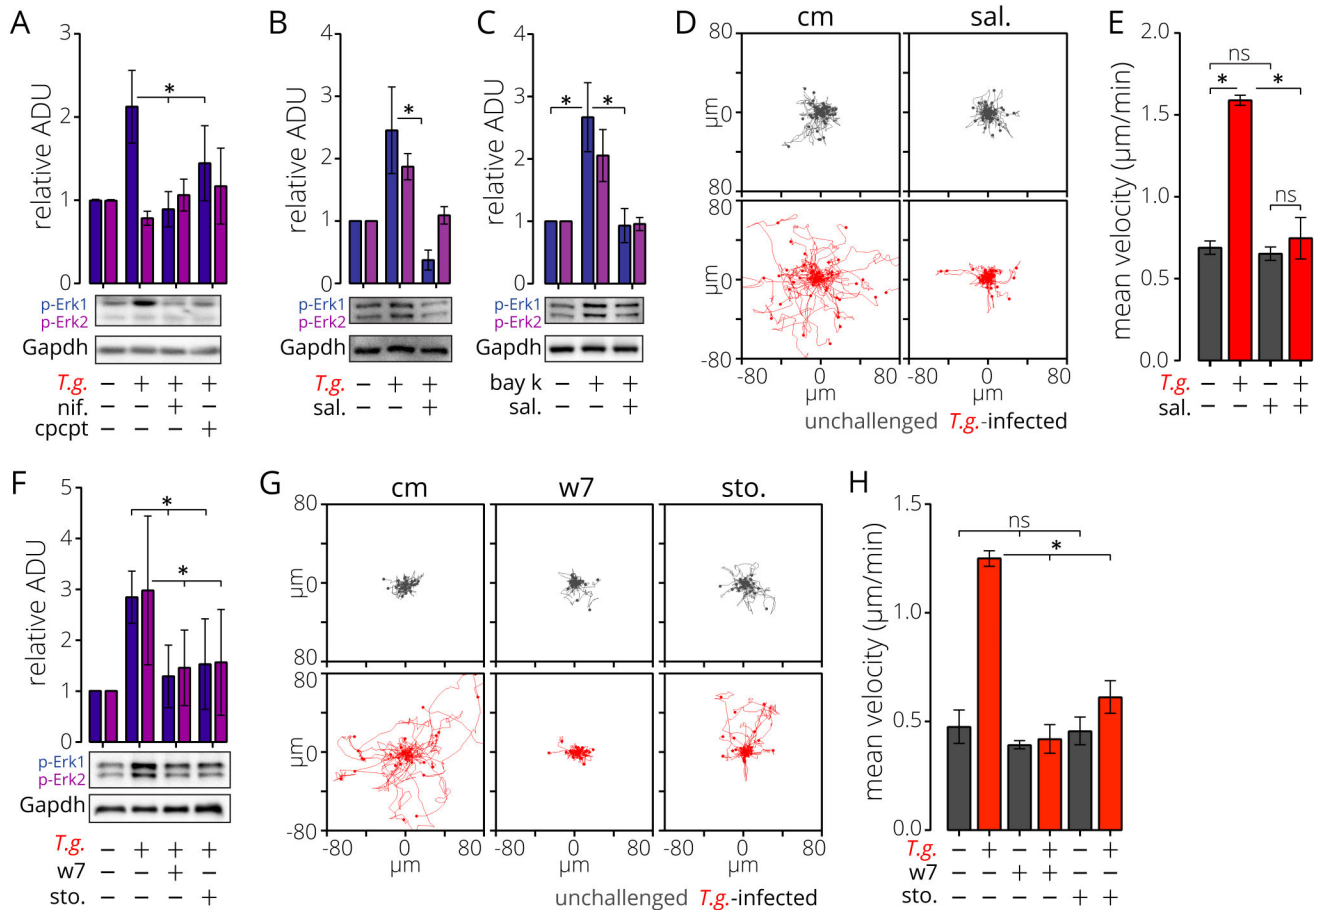 A
3
2
1
0
relative ADU
*
p-Erk1
p-Erk2
Gapdh
T.g. − + + +
nif. − − + −
cpcpt − − − +
B
4
3
2
1
0
relative ADU
*
p-Erk1
p-Erk2
Gapdh
T.g. − + +
sal. − − +
C
4
3
2
1
0
relative ADU
* *
p-Erk1
p-Erk2
Gapdh
bay k − + +
sal. − − +
D
cm sal.
80
µm 0
80
80
µm 0
-80
-80 0 80 -80 0 80
µm µm
unchallenged T.g.-infected
E
2.0
1.5
1.0
0.5
0.0
mean velocity (µm/min)
ns
* *
ns
T.g. − + − +
sal. − − + +
F
5
4
3
2
1
0
relative ADU
*
*
p-Erk1
p-Erk2
Gapdh
T.g. − + + +
w7 − − + −
sto. − − − +
G
cm w7 sto.
80
µm 0
80
80
µm 0
-80
-80 0 80 -80 0 80 -80 0 80
µm µm µm
unchallenged T.g.-infected
H
1.5
1.0
0.5
0.0
mean velocity (µm/min)
ns
*
T.g. − + − + − +
w7 − − + + − −
sto. − − − − + +